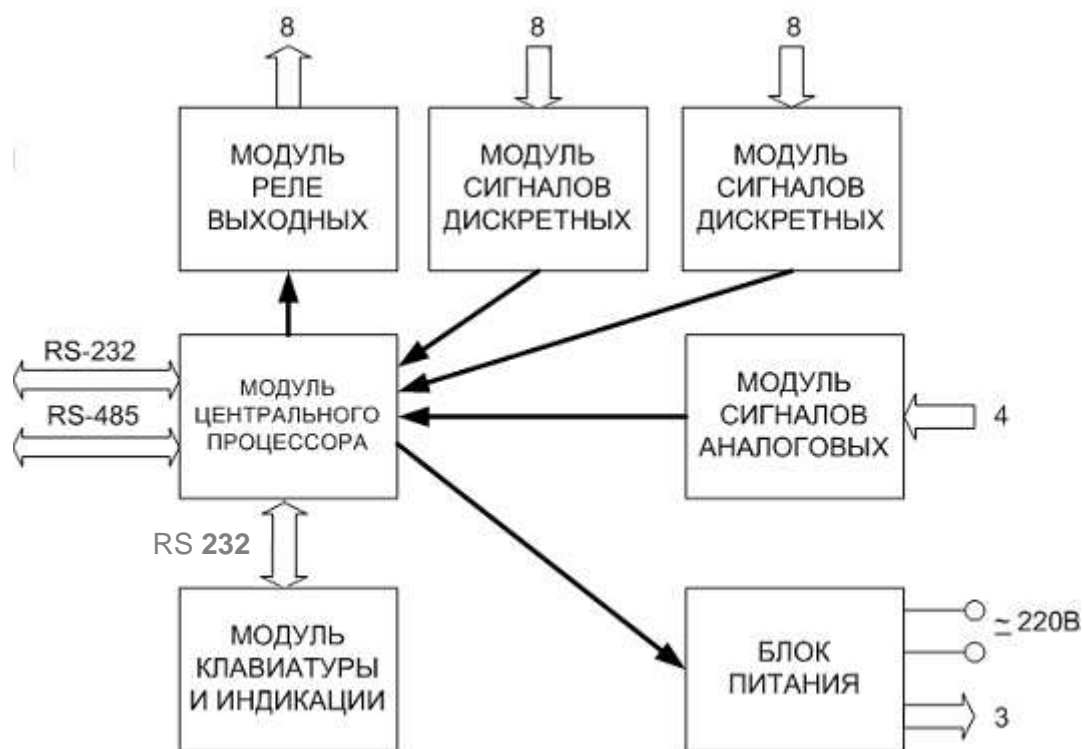 8
8
8
МОДУЛЬ
РЕЛЕ
ВЫХОДНЫХ
МОДУЛЬ
СИГНАЛОВ
ДИСКРЕТНЫХ
МОДУЛЬ
СИГНАЛОВ
ДИСКРЕТНЫХ
RS-232
RS-485
МОДУЛЬ
ЦЕНТРАЛЬНОГО
ПРОЦЕССОРА
МОДУЛЬ
СИГНАЛОВ
АНАЛОГОВЫХ
4
RS 232
МОДУЛЬ
КЛАВИАТУРЫ
И ИНДИКАЦИИ
БЛОК
ПИТАНИЯ
≃ 220В
3